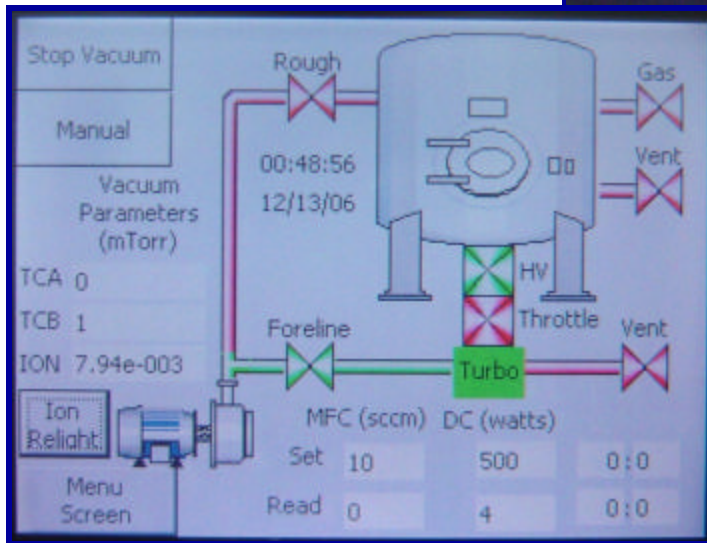 Stop Vacuum
Manual
Rough
Gas
Vent
00:48:56
12/13/06
Vacuum
Parameters
(mTorr)
TCA 0
TCB 1
ION 7.94e-003
HV
Throttle
Foreline
Vent
Turbo
Ion
Relight
MFC (sccm) DC (watts)
Set 10 500 0:0
Read 0 4 0:0
Menu
Screen